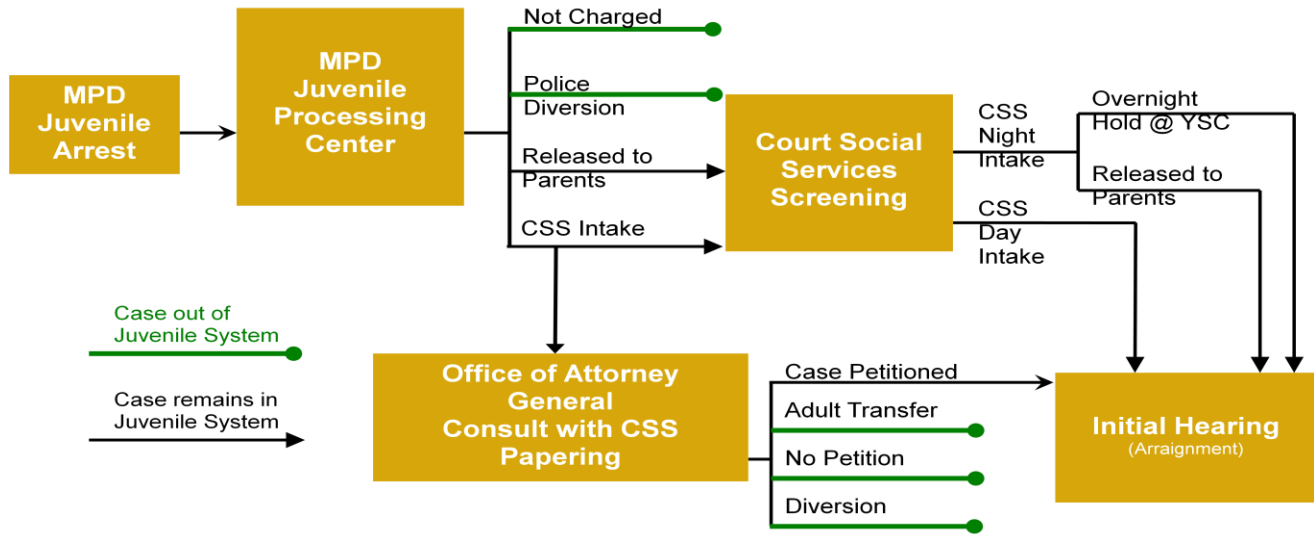 MPD
Juvenile
Arrest
MPD
Juvenile
Processing
Center
Not Charged
Police
Diversion
Released to
Parents
CSS Intake
Court Social
Services
Screening
CSS
Night
Intake
Overnight
Hold @ YSC
Released to
Parents
CSS
Day
Intake
Case out of
Juvenile System
Case remains in
Juvenile System
Office of Attorney
General
Consult with CSS
Papering
Case Petitioned
Adult Transfer
No Petition
Diversion
Initial Hearing
(Arraignment)